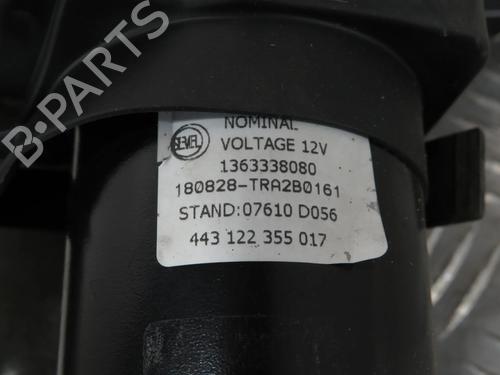 NOMINAL
SEVEL VOLTAGE 12V
1363338080
180828-TRA2B0161
STAND:07610 D056
443 122 355 017
B-PARTS